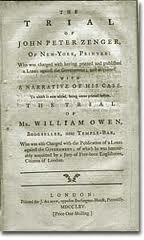 THE
TRIAL
OF
JOHN PETER ZENGER,
Of NEW-YORK, PRINTER:
Who was charged with having printed and published
a LIBEL against the Government; and acquitted
WITH
A NARRATIVE OF HIS CASE.
To which is now added, being never printed before,
THE TRIAL
OF
Mr. WILLIAM OWEN,
BOOKSELLER, near TEMPLE-BAR,
Who was also Charged with the Publication of a LIBEL
against the Government; of which he was honourably
acquitted by a Jury of Free-born Englishmen,
Citizens of London.
LONDON:
Printed for J. ALMON, opposite Burlington-House, Piccadilly.
MDCCLXV.
[Price One Shilling]